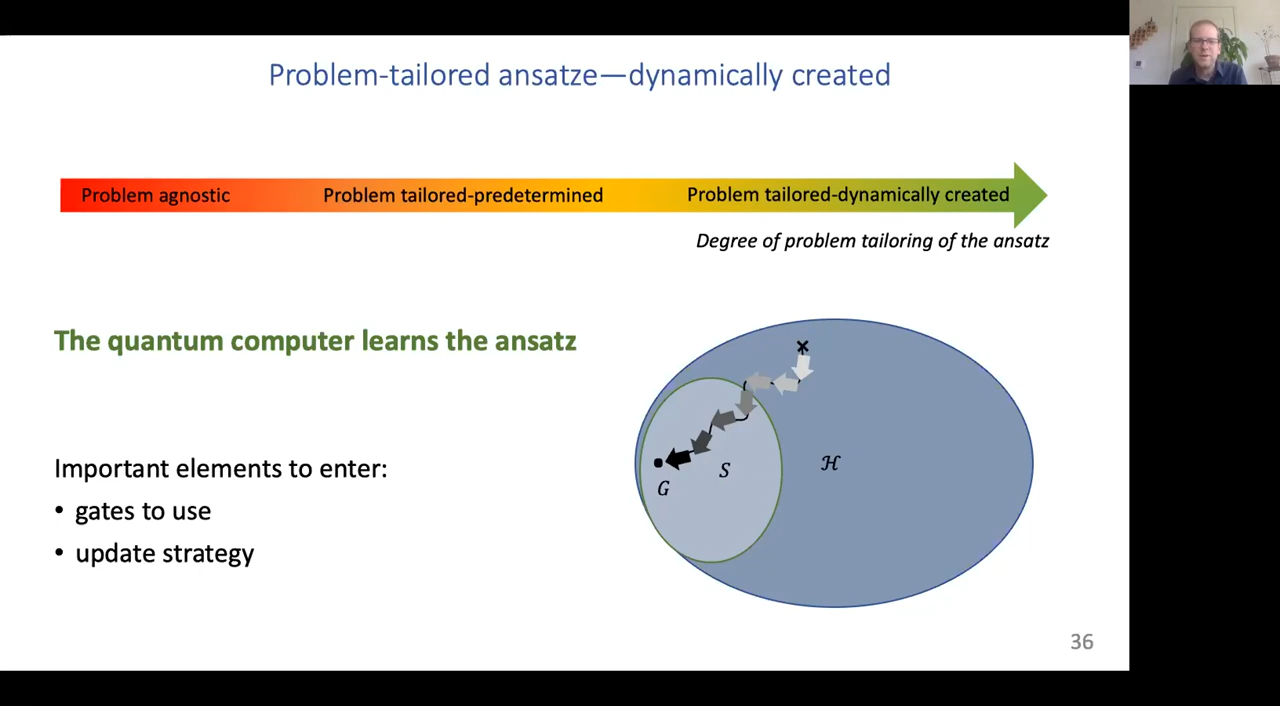 Problem-tailored ansatze—dynamically created
Problem agnostic
Problem tailored-predetermined
Problem tailored-dynamically created
Degree of problem tailoring of the ansatz
The quantum computer learns the ansatz
Important elements to enter:
• gates to use
• update strategy
G
S
ℋ
36